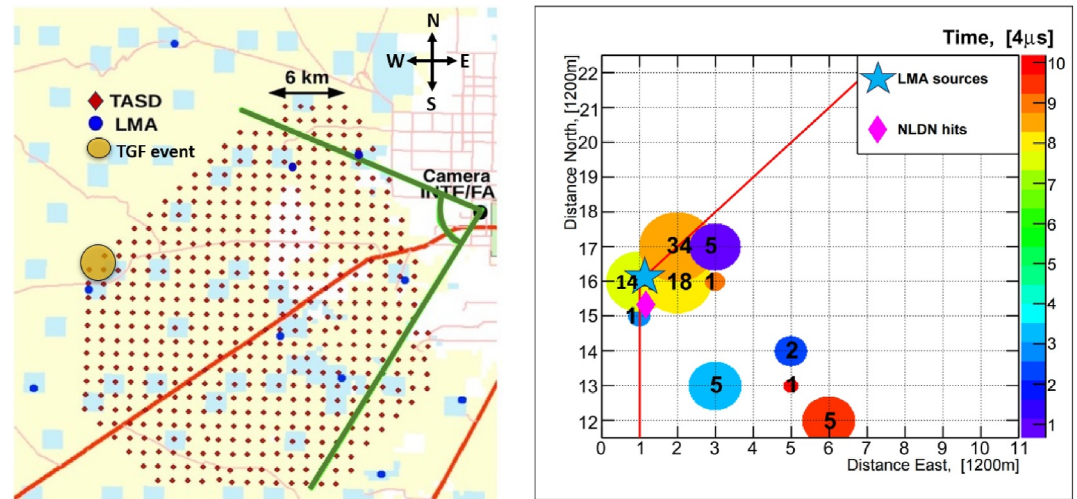 N
W E
S
6 km
TASD
LMA
TGF event
Camera
INTF/FA
Time, [4μs]
LMA sources
NLDN hits
Distance North, [1200m]
22
21
20
19
18
17
16
15
14
13
12
34
5
14
18
1
1
2
5
1
5
0 1 2 3 4 5 6 7 8 9 10 11
Distance East, [1200m]
10
9
8
7
6
5
4
3
2
1